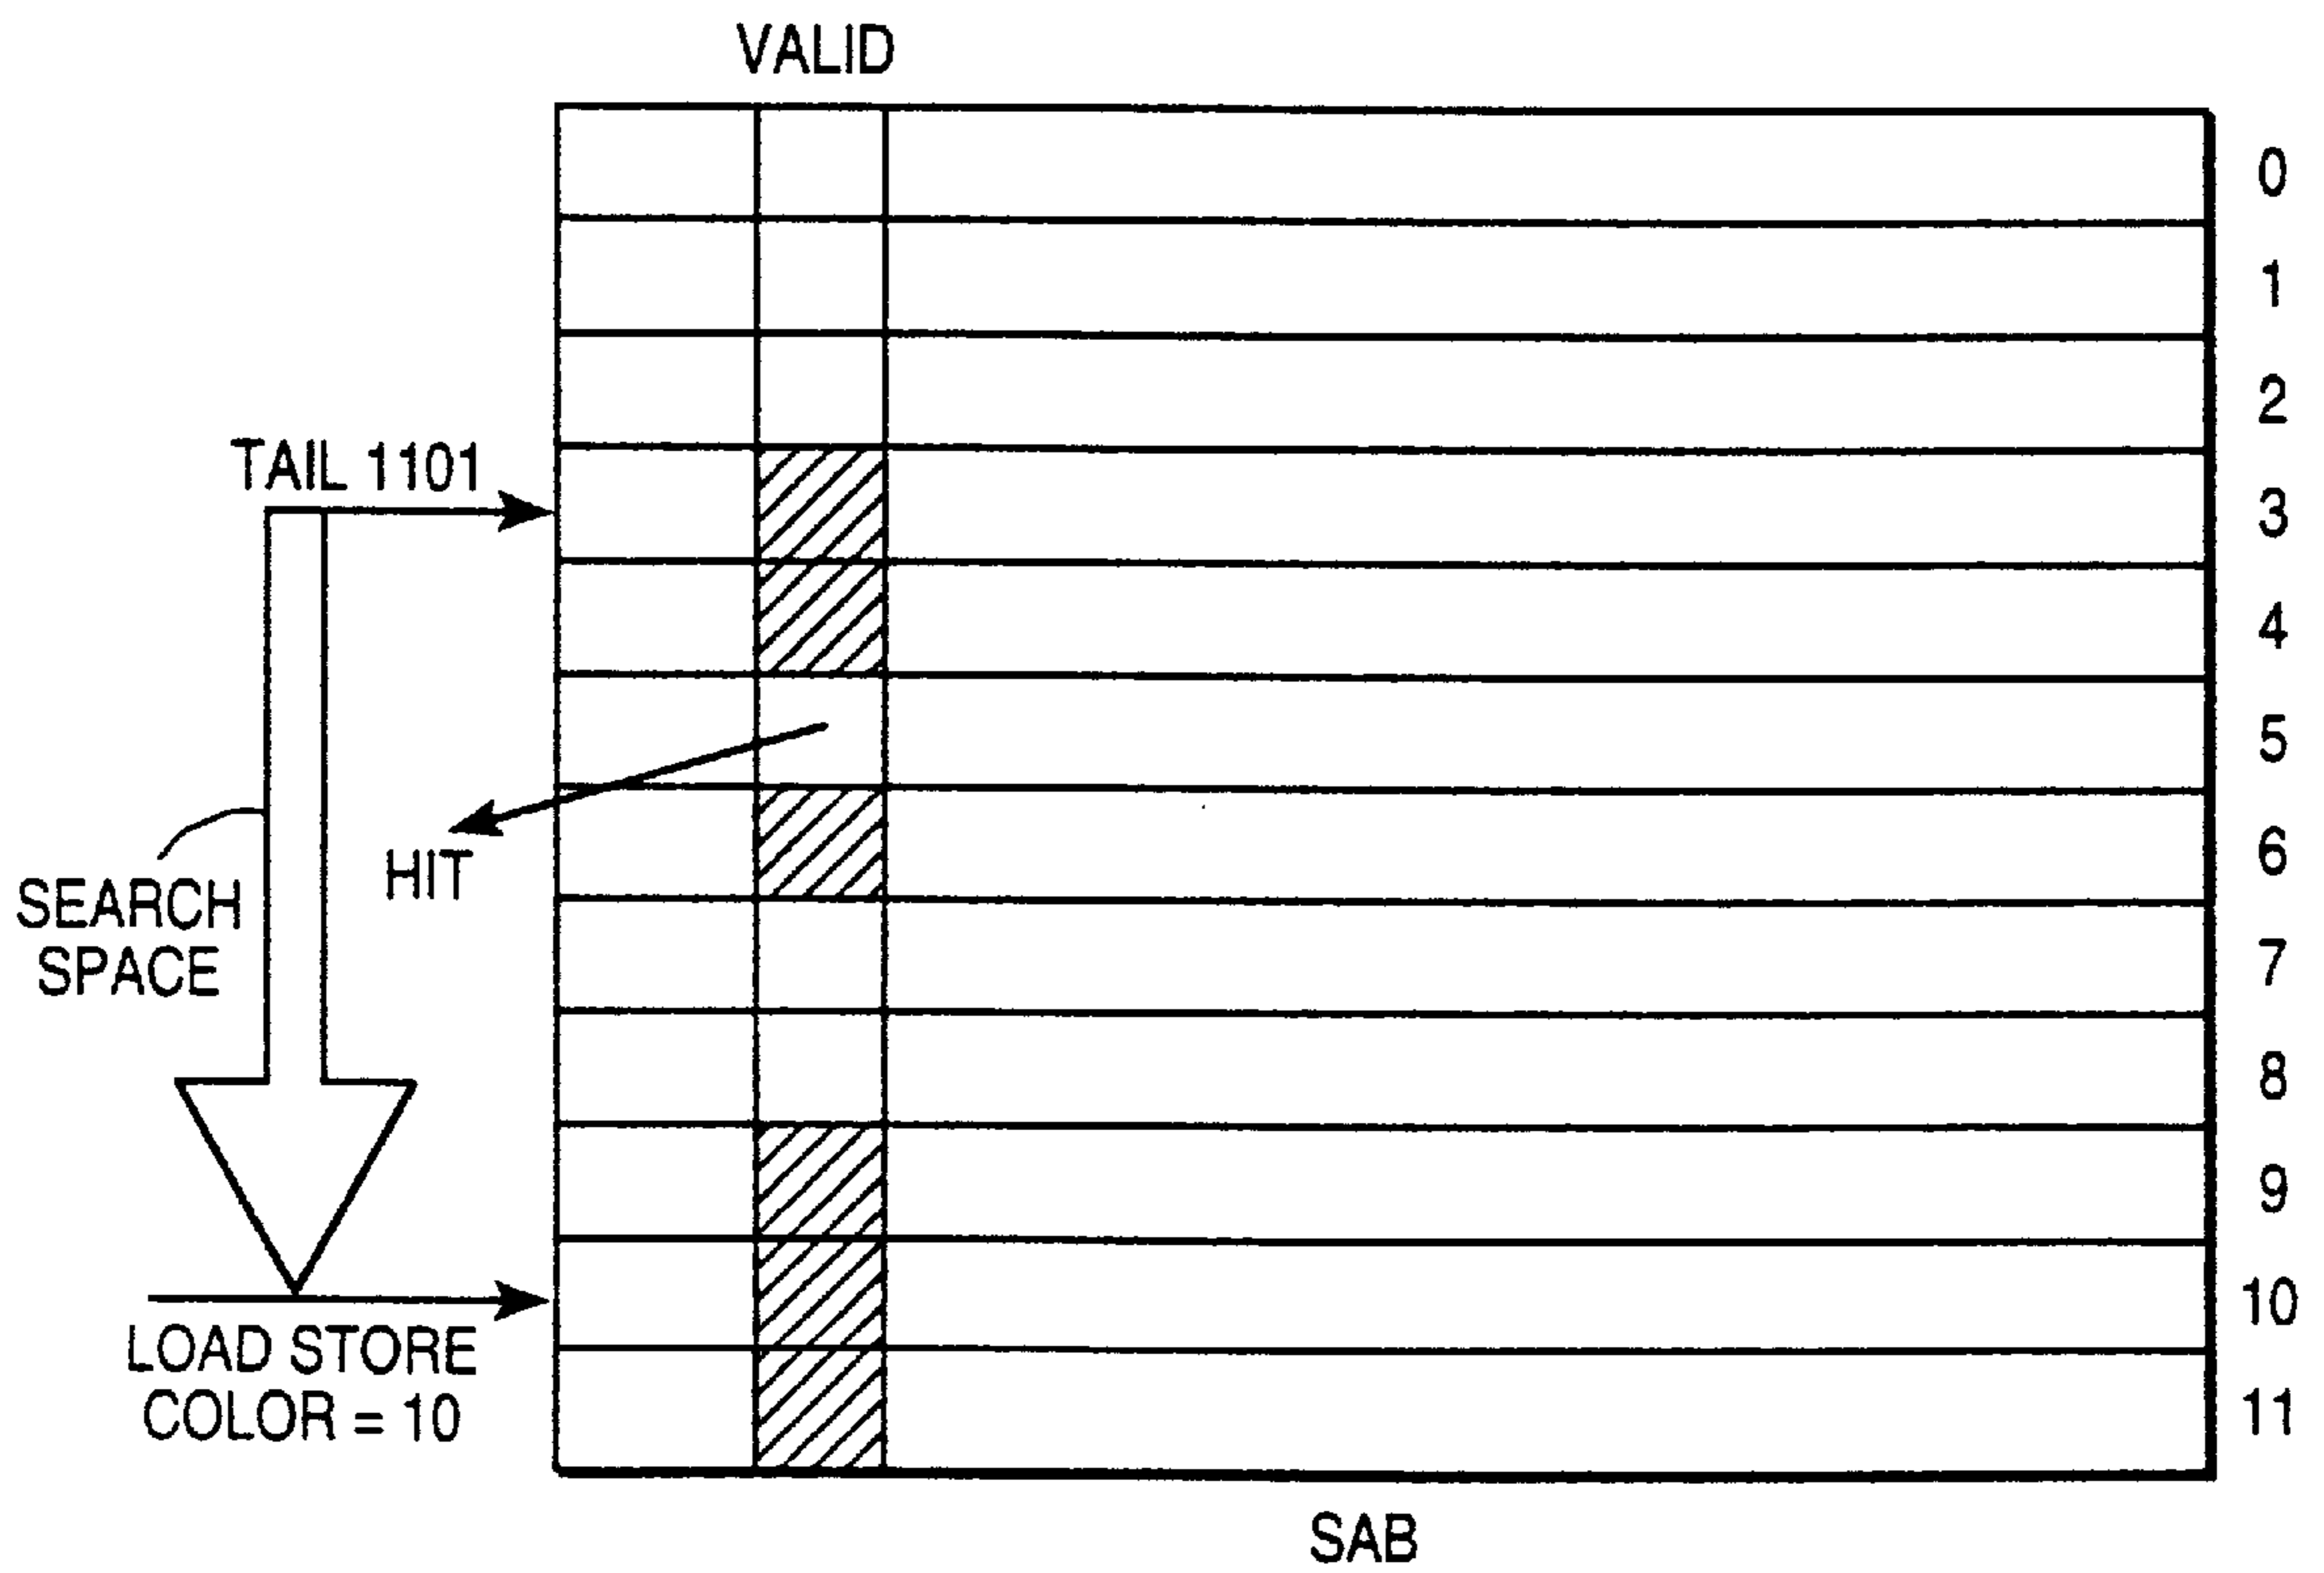 VALID
0
1
2
TAIL 1101
3
4
5
HIT
6
SEARCH
SPACE
7
8
9
10
LOAD STORE
COLOR = 10
11
SAB